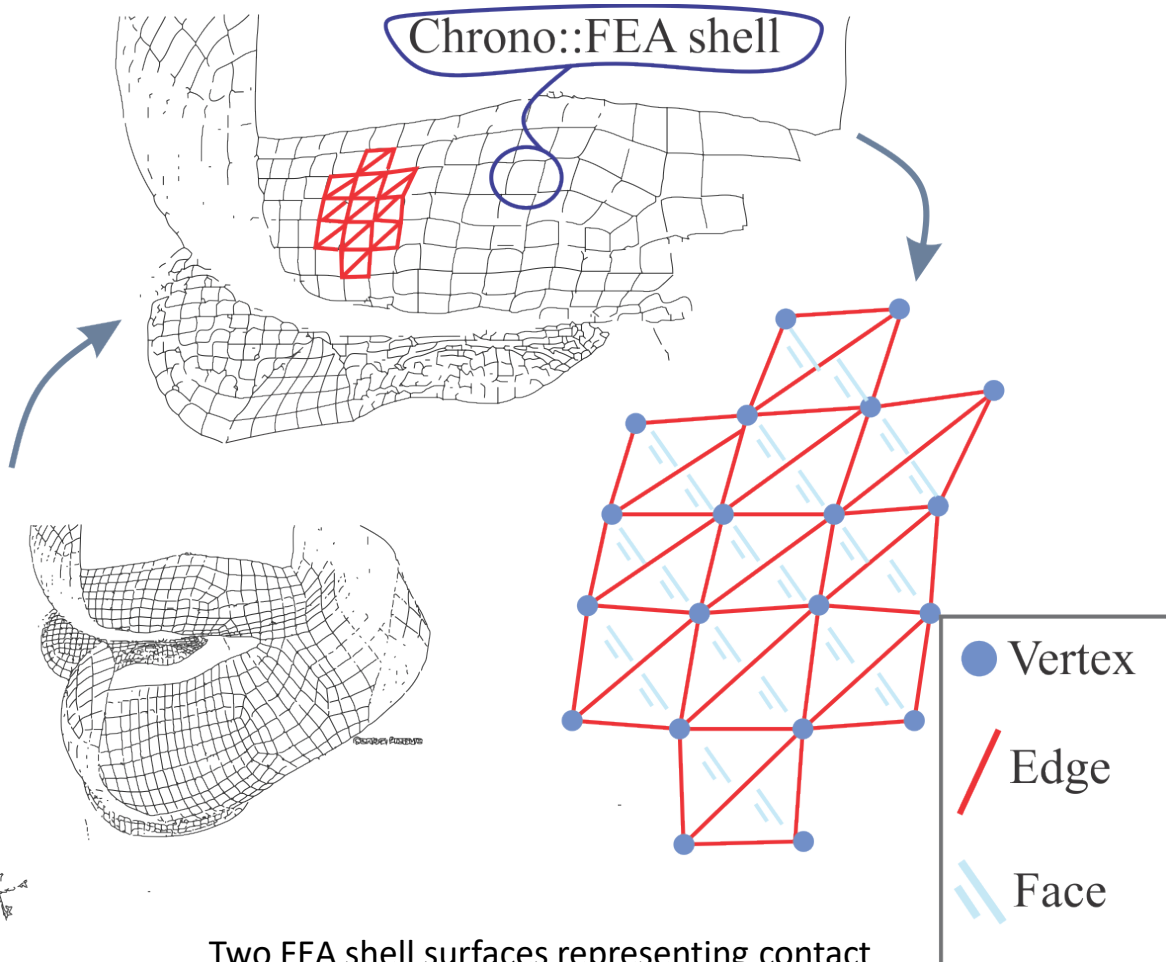 Chrono::FEA shell
Vertex
Edge
Face
Two FEA shell surfaces representing contact